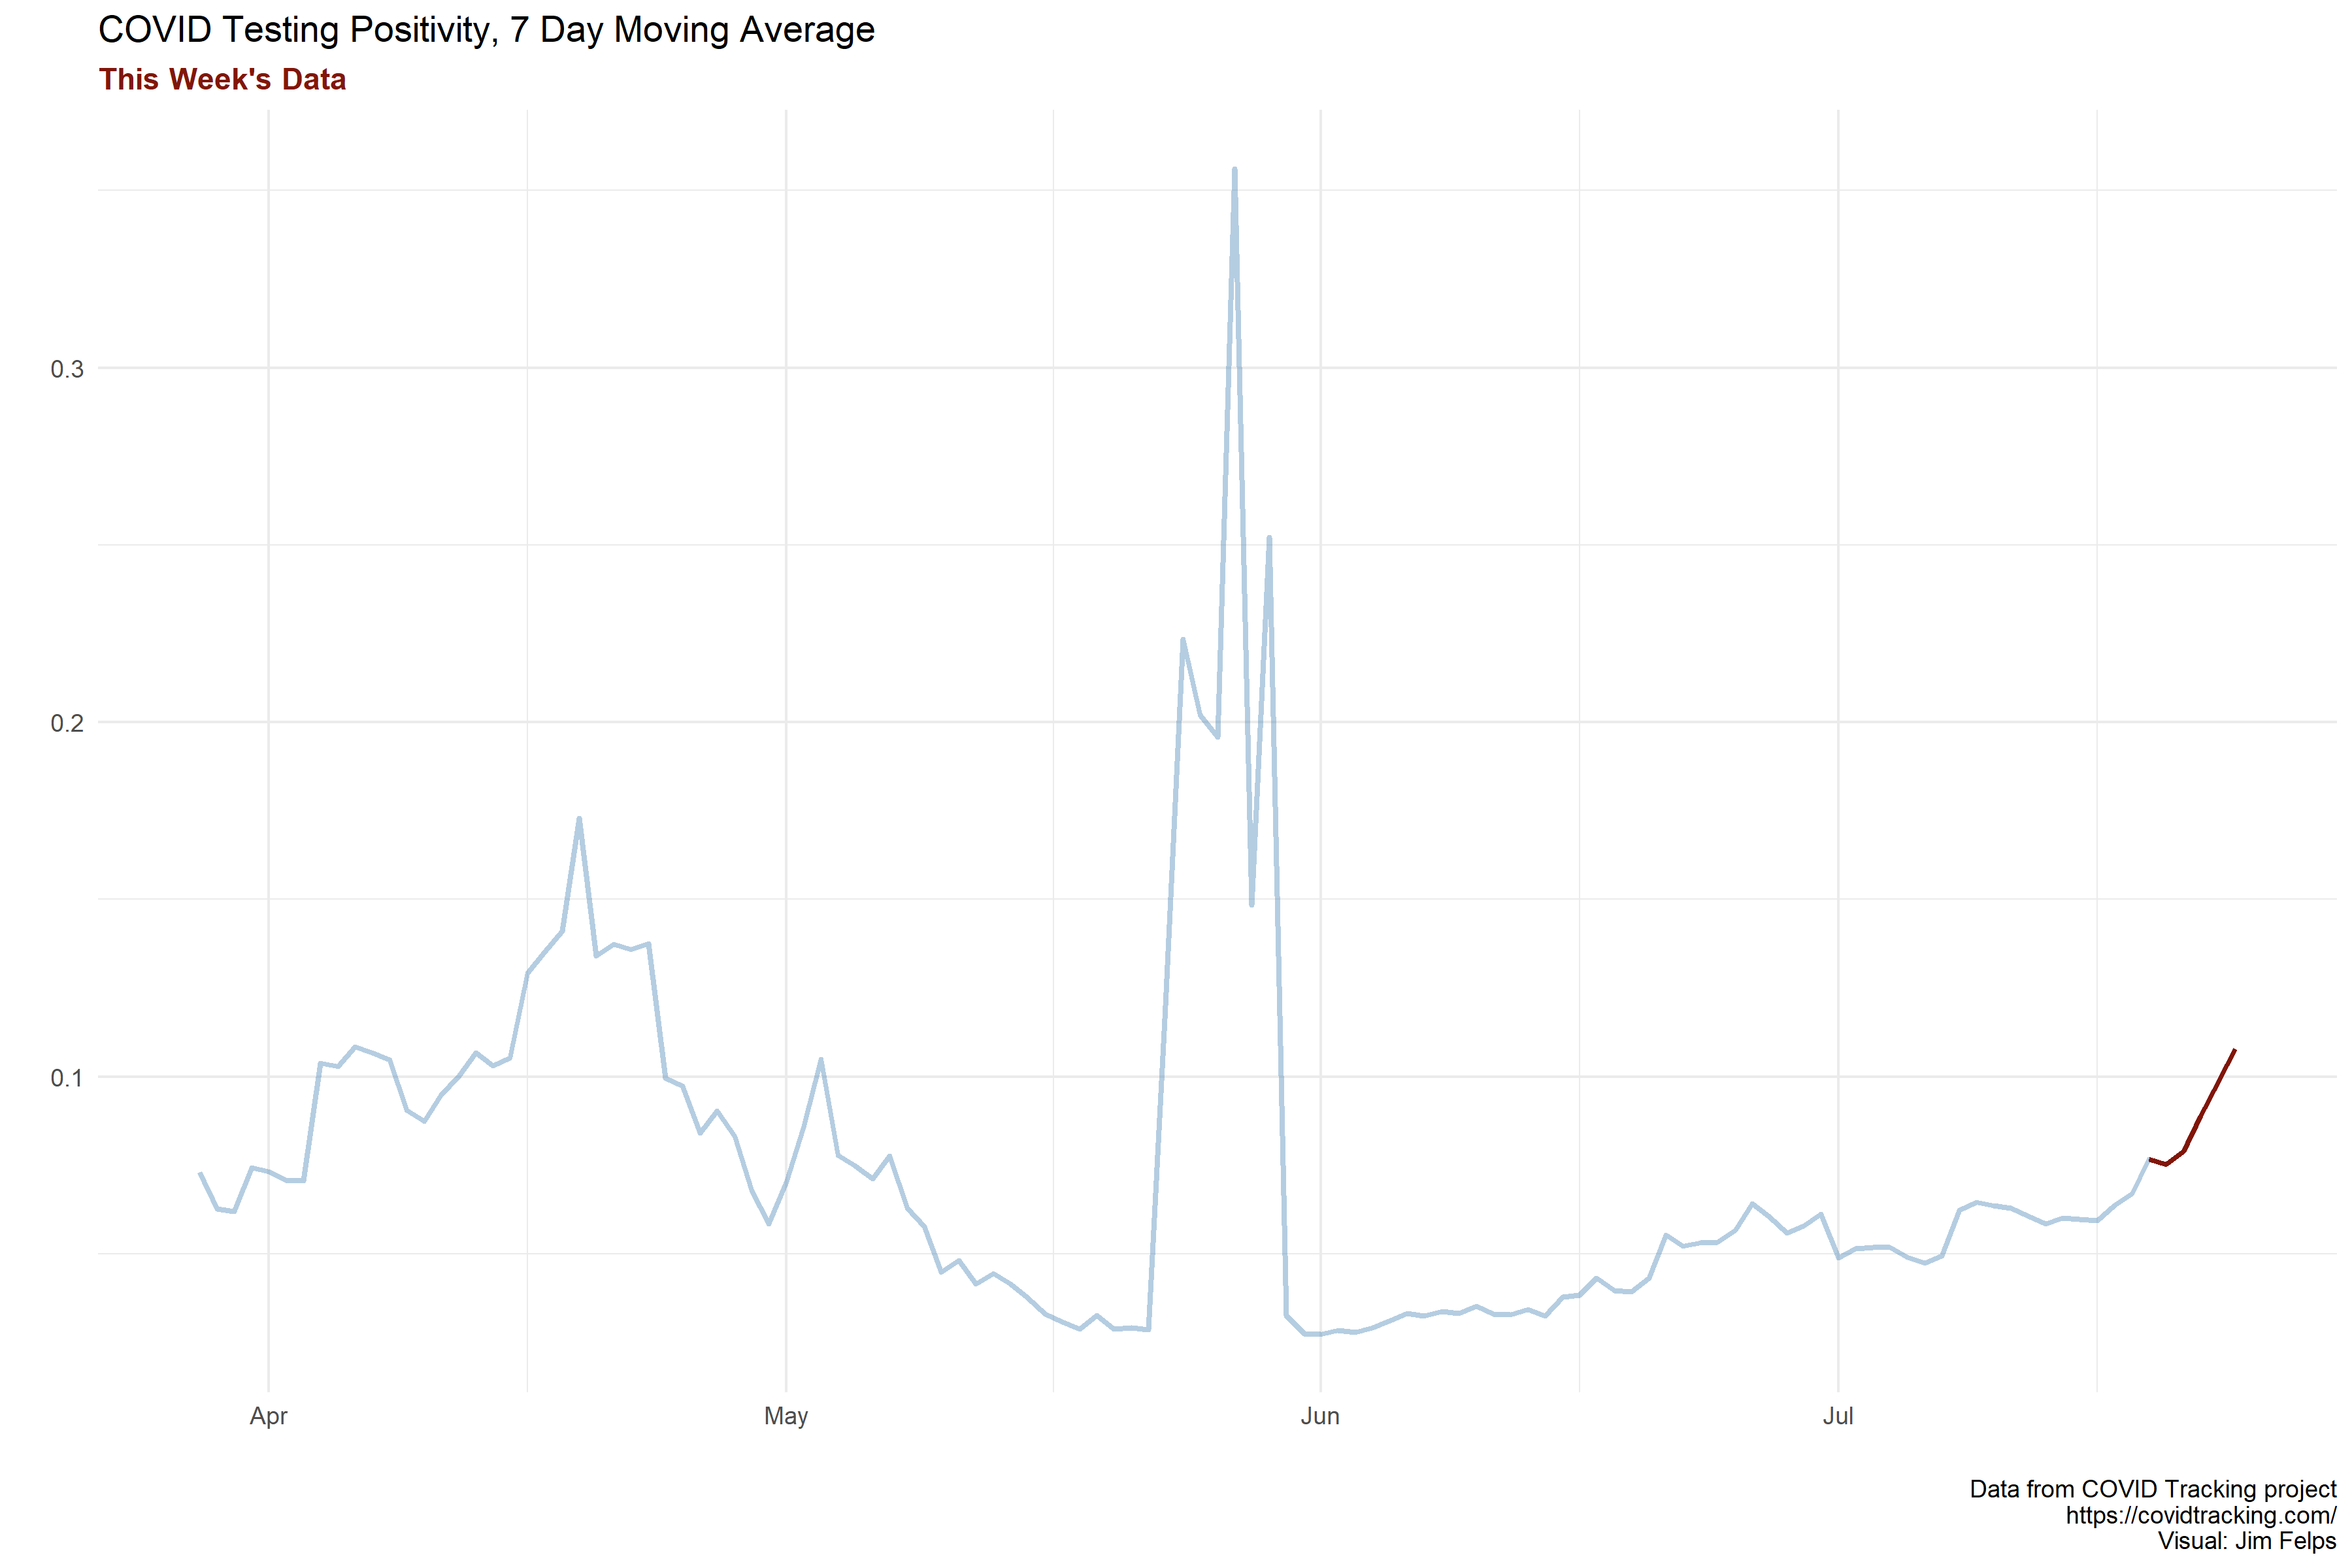 COVID Testing Positivity, 7 Day Moving Average
This Week's Data
0.3
0.2
0.1
Apr May Jun Jul
Data from COVID Tracking project
https://covidtracking.com/
Visual: Jim Felps